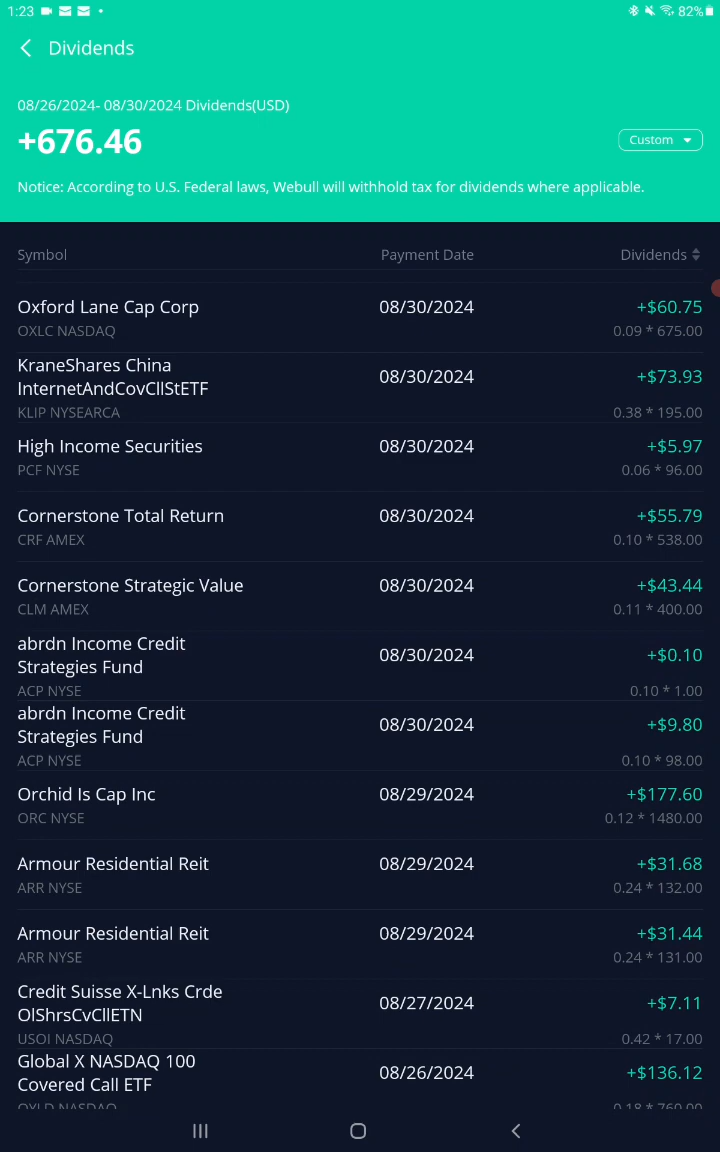 1:23
82%
Dividends
08/26/2024- 08/30/2024 Dividends(USD)
+676.46
Custom
Notice: According to U.S. Federal laws, Webull will withhold tax for dividends where applicable.
Symbol Payment Date Dividends
Oxford Lane Cap Corp 08/30/2024 +$60.75
OXLC NASDAQ 0.09 * 675.00
KraneShares China
InternetAndCovCllStETF 08/30/2024 +$73.93
KLIP NYSEARCA 0.38 * 195.00
High Income Securities 08/30/2024 +$5.97
PCF NYSE 0.06 * 96.00
Cornerstone Total Return 08/30/2024 +$55.79
CRF AMEX 0.10 * 538.00
Cornerstone Strategic Value 08/30/2024 +$43.44
CLM AMEX 0.11 * 400.00
abrdn Income Credit
Strategies Fund 08/30/2024 +$0.10
ACP NYSE 0.10 * 1.00
abrdn Income Credit
Strategies Fund 08/30/2024 +$9.80
ACP NYSE 0.10 * 98.00
Orchid Is Cap Inc 08/29/2024 +$177.60
ORC NYSE 0.12 * 1480.00
Armour Residential Reit 08/29/2024 +$31.68
ARR NYSE 0.24 * 132.00
Armour Residential Reit 08/29/2024 +$31.44
ARR NYSE 0.24 * 131.00
Credit Suisse X-Lnks Crde
OlShrsCvCllETN 08/27/2024 +$7.11
USOI NASDAQ 0.42 * 17.00
Global X NASDAQ 100
Covered Call ETF 08/26/2024 +$136.12
QYLD NASDAQ 0.18 * 760.00